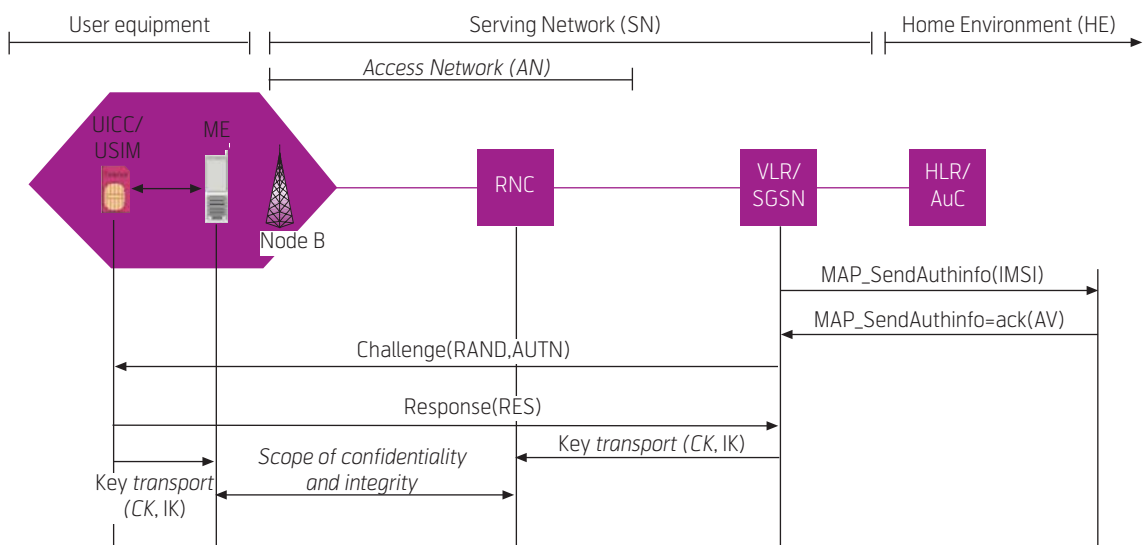 User equipment
Serving Network (SN)
Home Environment (HE)
Access Network (AN)
UICC/
USIM
ME
Node B
RNC
VLR/
SGSN
HLR/
AuC
MAP_SendAuthinfo(IMSI)
MAP_SendAuthinfo=ack(AV)
Challenge(RAND,AUTN)
Response(RES)
Key transport (CK, IK)
Scope of confidentiality
and integrity
Key transport
(CK, IK)